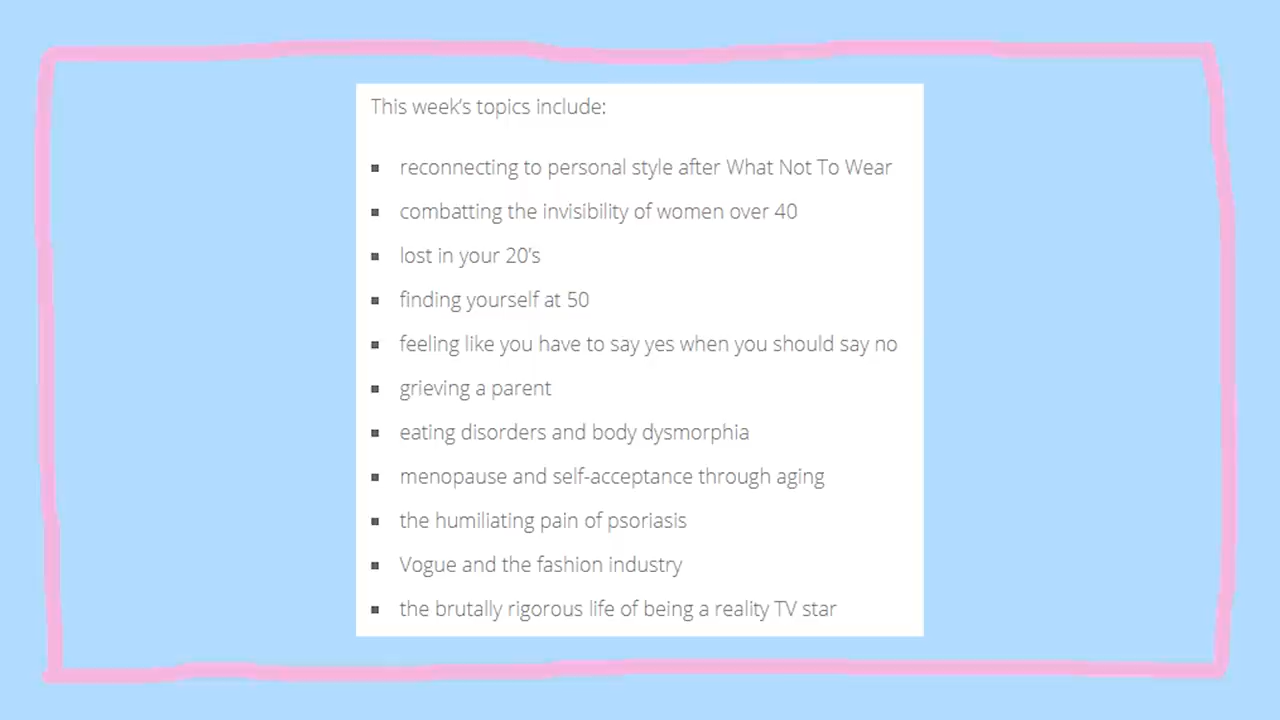 This week's topics include:
▪ reconnecting to personal style after What Not To Wear
▪ combatting the invisibility of women over 40
▪ lost in your 20's
▪ finding yourself at 50
▪ feeling like you have to say yes when you should say no
▪ grieving a parent
▪ eating disorders and body dysmorphia
▪ menopause and self-acceptance through aging
▪ the humiliating pain of psoriasis
▪ Vogue and the fashion industry
▪ the brutally rigorous life of being a reality TV star